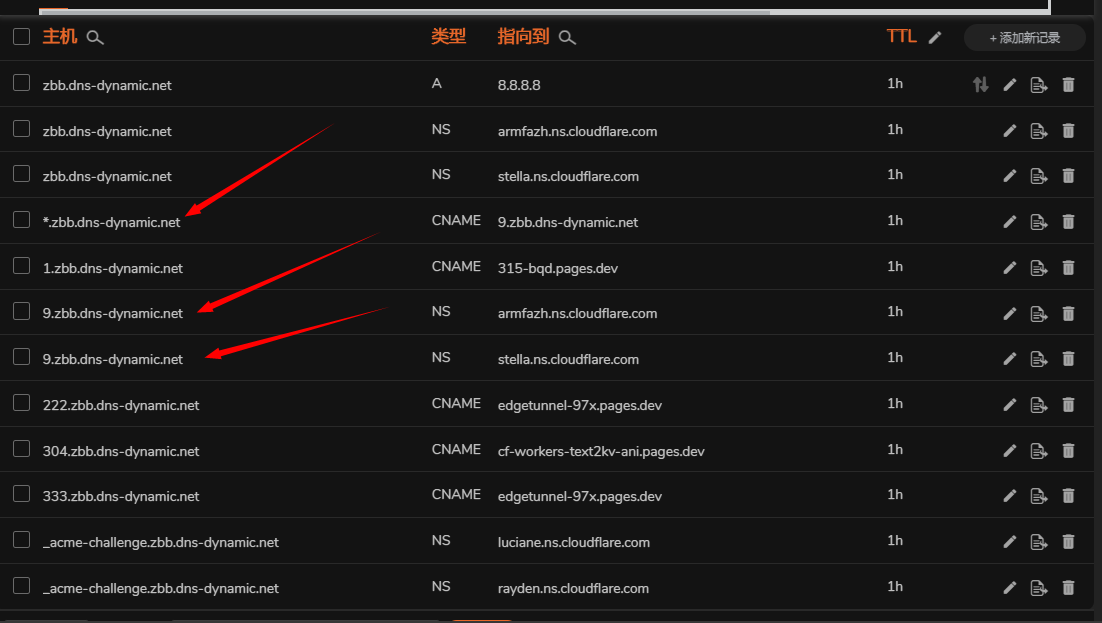 主机 类型 指向到 TTL + 添加新记录
zbb.dns-dynamic.net A 8.8.8.8 1h
zbb.dns-dynamic.net NS armfazh.ns.cloudflare.com 1h
zbb.dns-dynamic.net NS stella.ns.cloudflare.com 1h
*.zbb.dns-dynamic.net CNAME 9.zbb.dns-dynamic.net 1h
1.zbb.dns-dynamic.net CNAME 315-bqd.pages.dev 1h
9.zbb.dns-dynamic.net NS armfazh.ns.cloudflare.com 1h
9.zbb.dns-dynamic.net NS stella.ns.cloudflare.com 1h
222.zbb.dns-dynamic.net CNAME edgetunnel-97x.pages.dev 1h
304.zbb.dns-dynamic.net CNAME cf-workers-text2kv-ani.pages.dev 1h
333.zbb.dns-dynamic.net CNAME edgetunnel-97x.pages.dev 1h
_acme-challenge.zbb.dns-dynamic.net NS luciane.ns.cloudflare.com 1h
_acme-challenge.zbb.dns-dynamic.net NS rayden.ns.cloudflare.com 1h